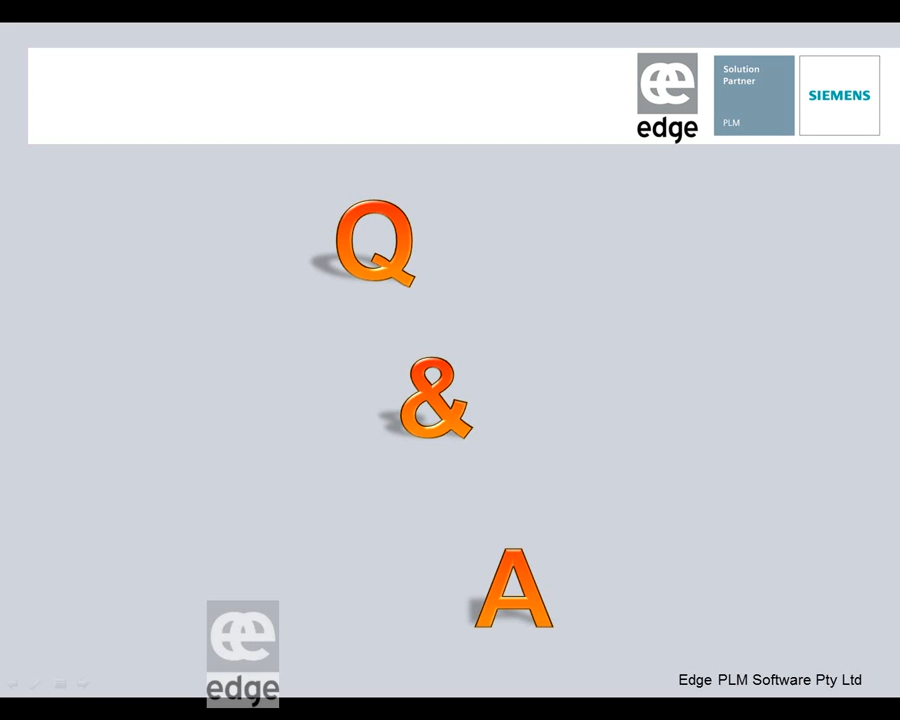 edge
Solution
Partner
PLM
SIEMENS
Q
&
A
edge
Edge PLM Software Pty Ltd